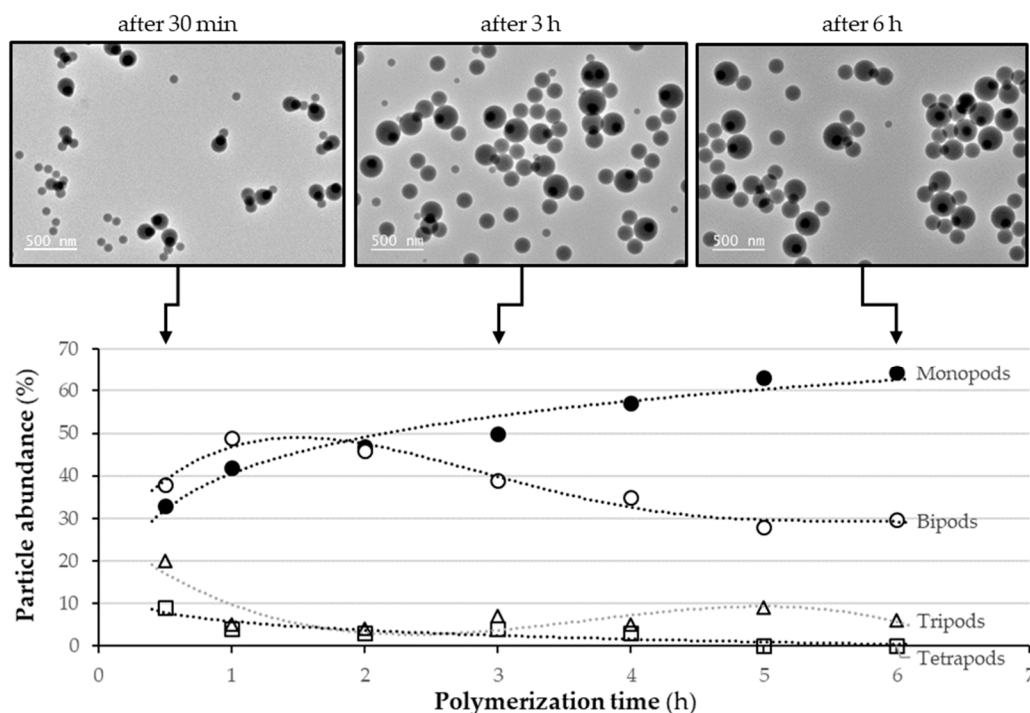 after 30 min
after 3 h
after 6 h
500 nm
500 nm
500 nm
Particle abundance (%)
70
60
50
40
30
20
10
0
Monopods
Bipods
Tripods
Tetrapods
0 1 2 3 4 5 6 7
Polymerization time (h)